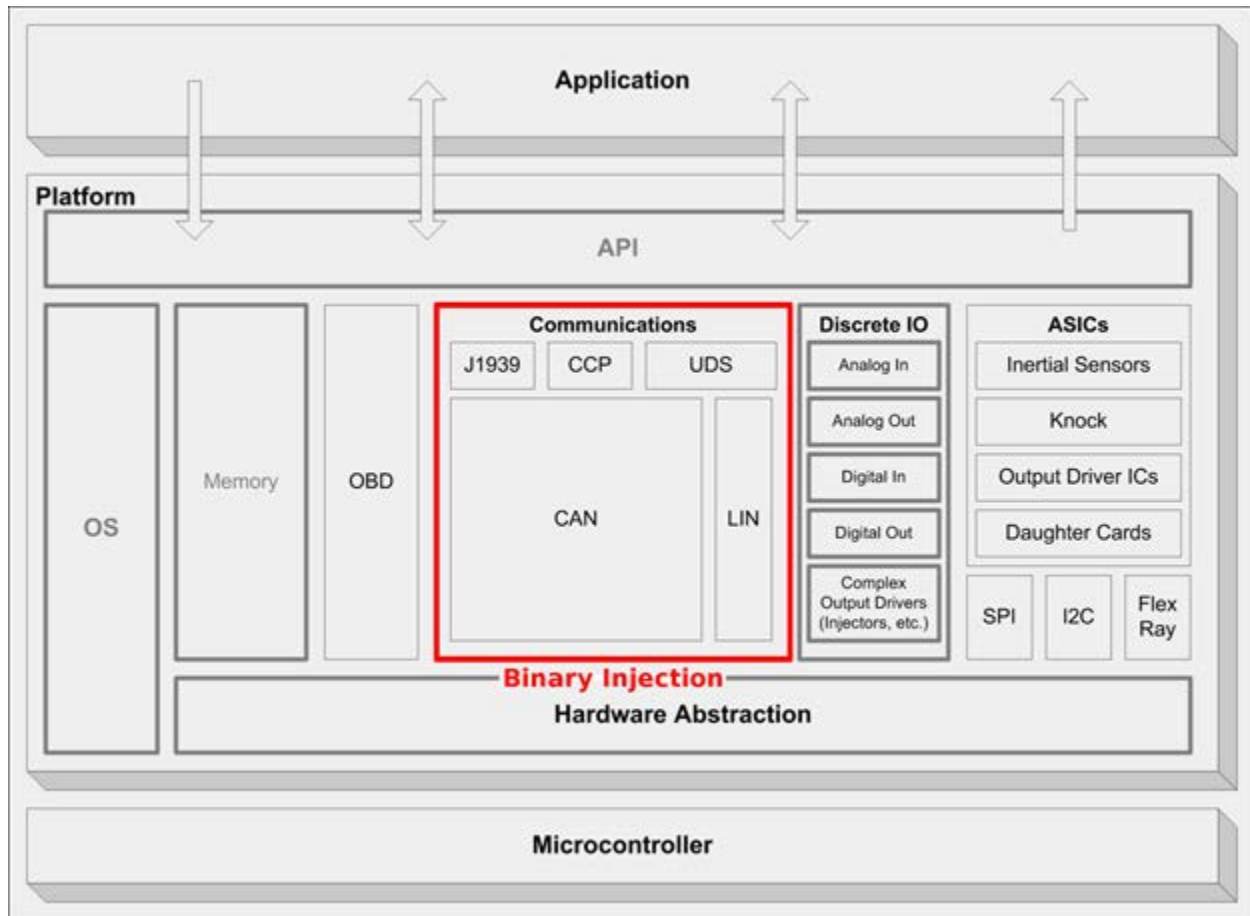 Application
Platform
API
OS
Memory
OBD
Communications
J1939
CCP
UDS
CAN
LIN
Discrete IO
Analog In
Analog Out
Digital In
Digital Out
Complex
Output Drivers
(Injectors, etc.)
ASICs
Inertial Sensors
Knock
Output Driver ICs
Daughter Cards
SPI
I2C
Flex
Ray
Binary Injection
Hardware Abstraction
Microcontroller